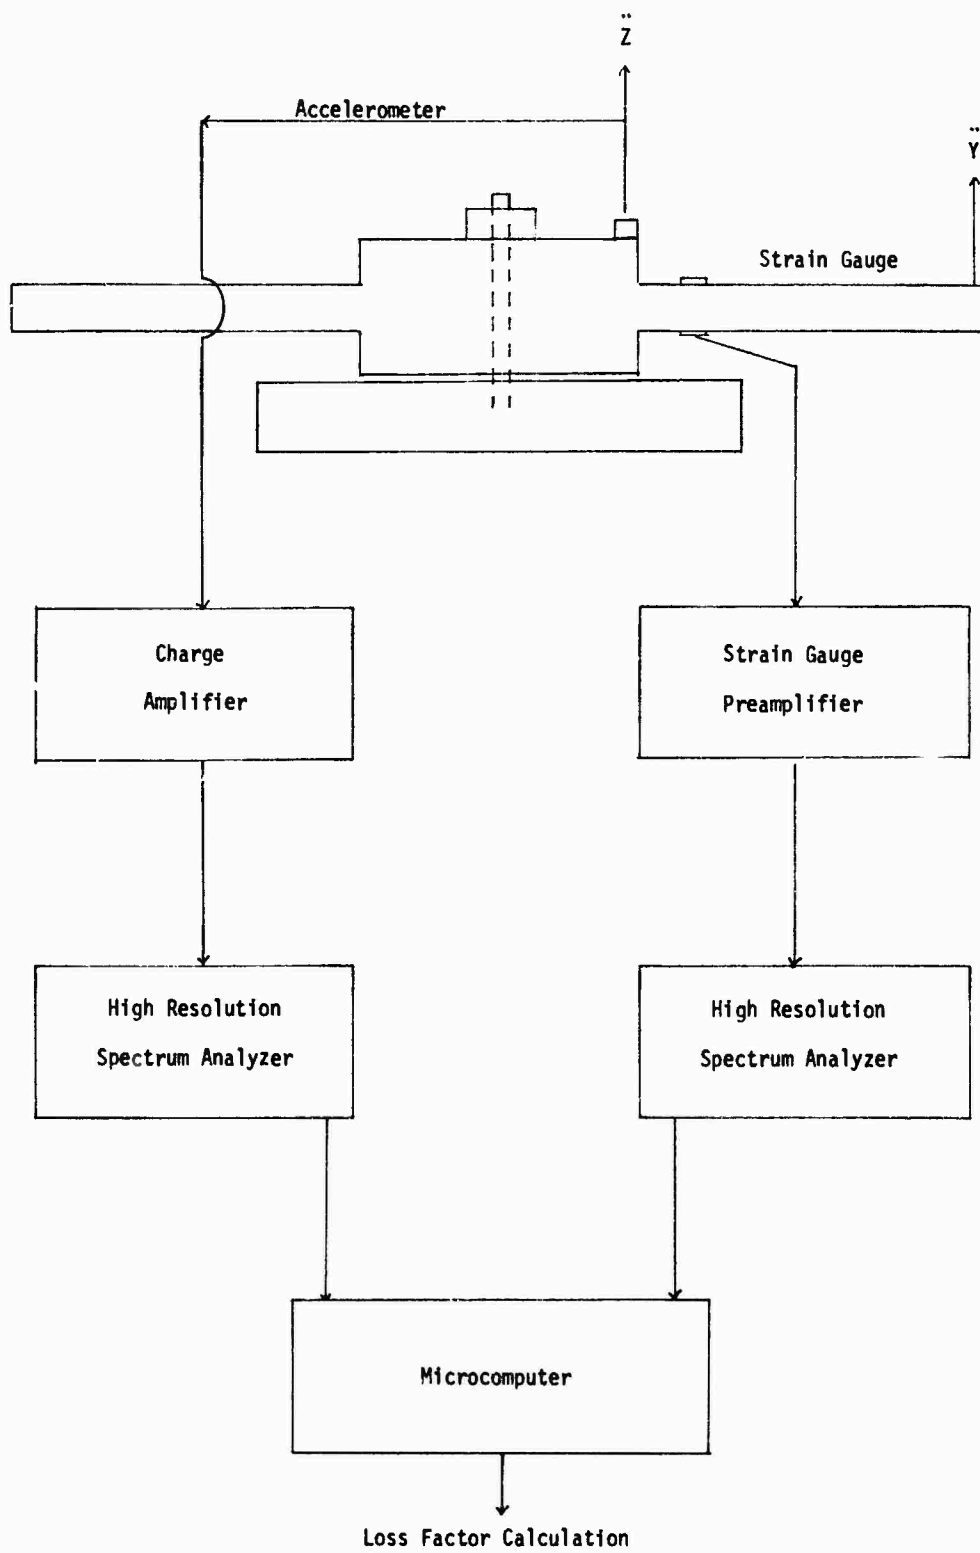 Z̈
Accelerometer
Ÿ
Strain Gauge
Charge
Amplifier
Strain Gauge
Preamplifier
High Resolution
Spectrum Analyzer
High Resolution
Spectrum Analyzer
Microcomputer
Loss Factor Calculation